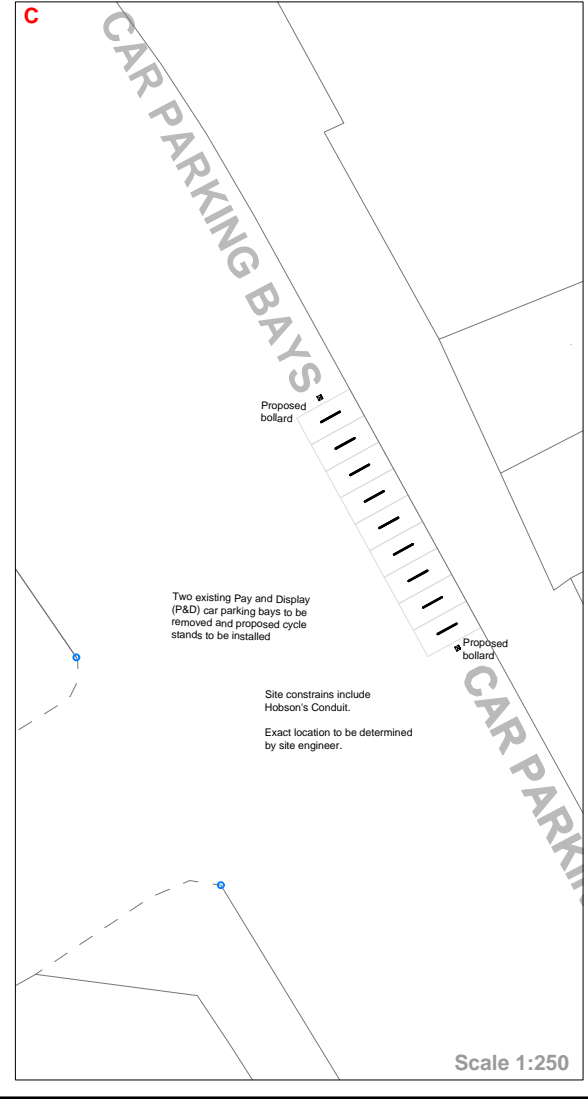 C
CAR PARKING BAYS
Proposed
bollard
Two existing Pay and Display
(P&D) car parking bays to be
removed and proposed cycle
stands to be installed
Proposed
bollard
Site constrains include
Hobson's Conduit.
Exact location to be determined
by site engineer.
CAR PARKIN
Scale 1:250